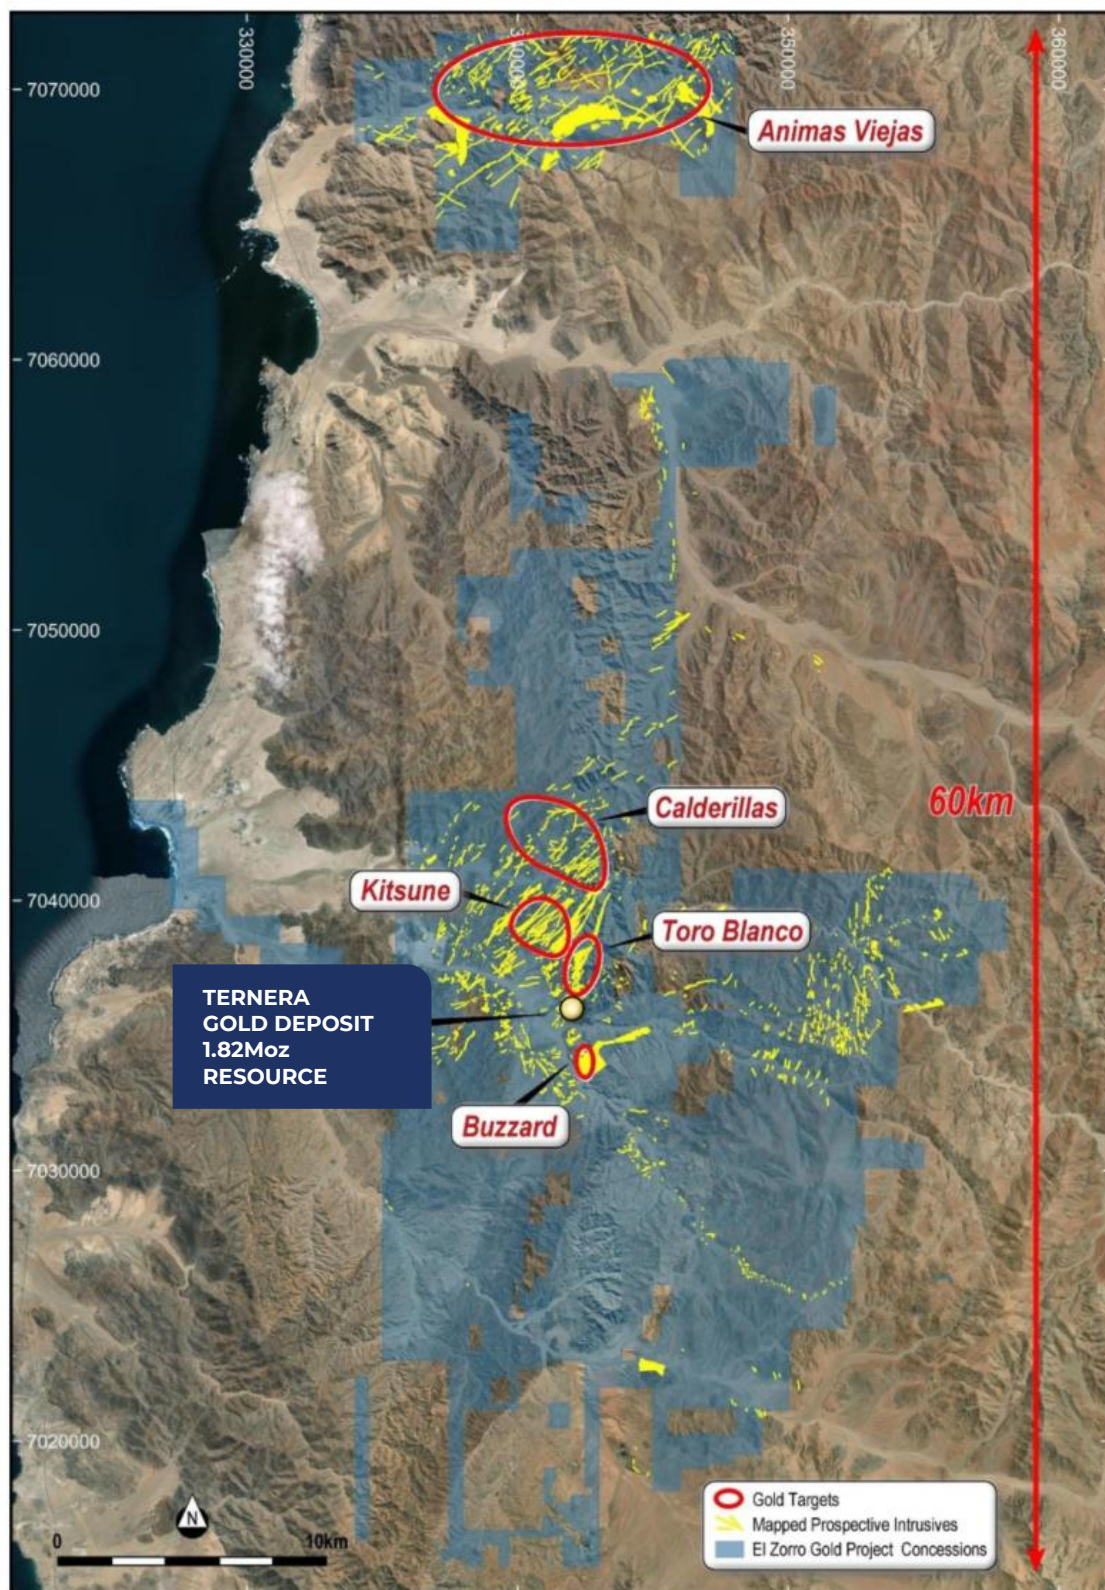 330000
340000
350000
360000
7070000
Animas Viejas
7060000
7050000
60km
Calderillas
Kitsune
7040000
Toro Blanco
TERNERA
GOLD DEPOSIT
1.82Moz
RESOURCE
Buzzard
7030000
7020000
N
0
10km
Gold Targets
Mapped Prospective Intrusives
El Zorro Gold Project Concessions